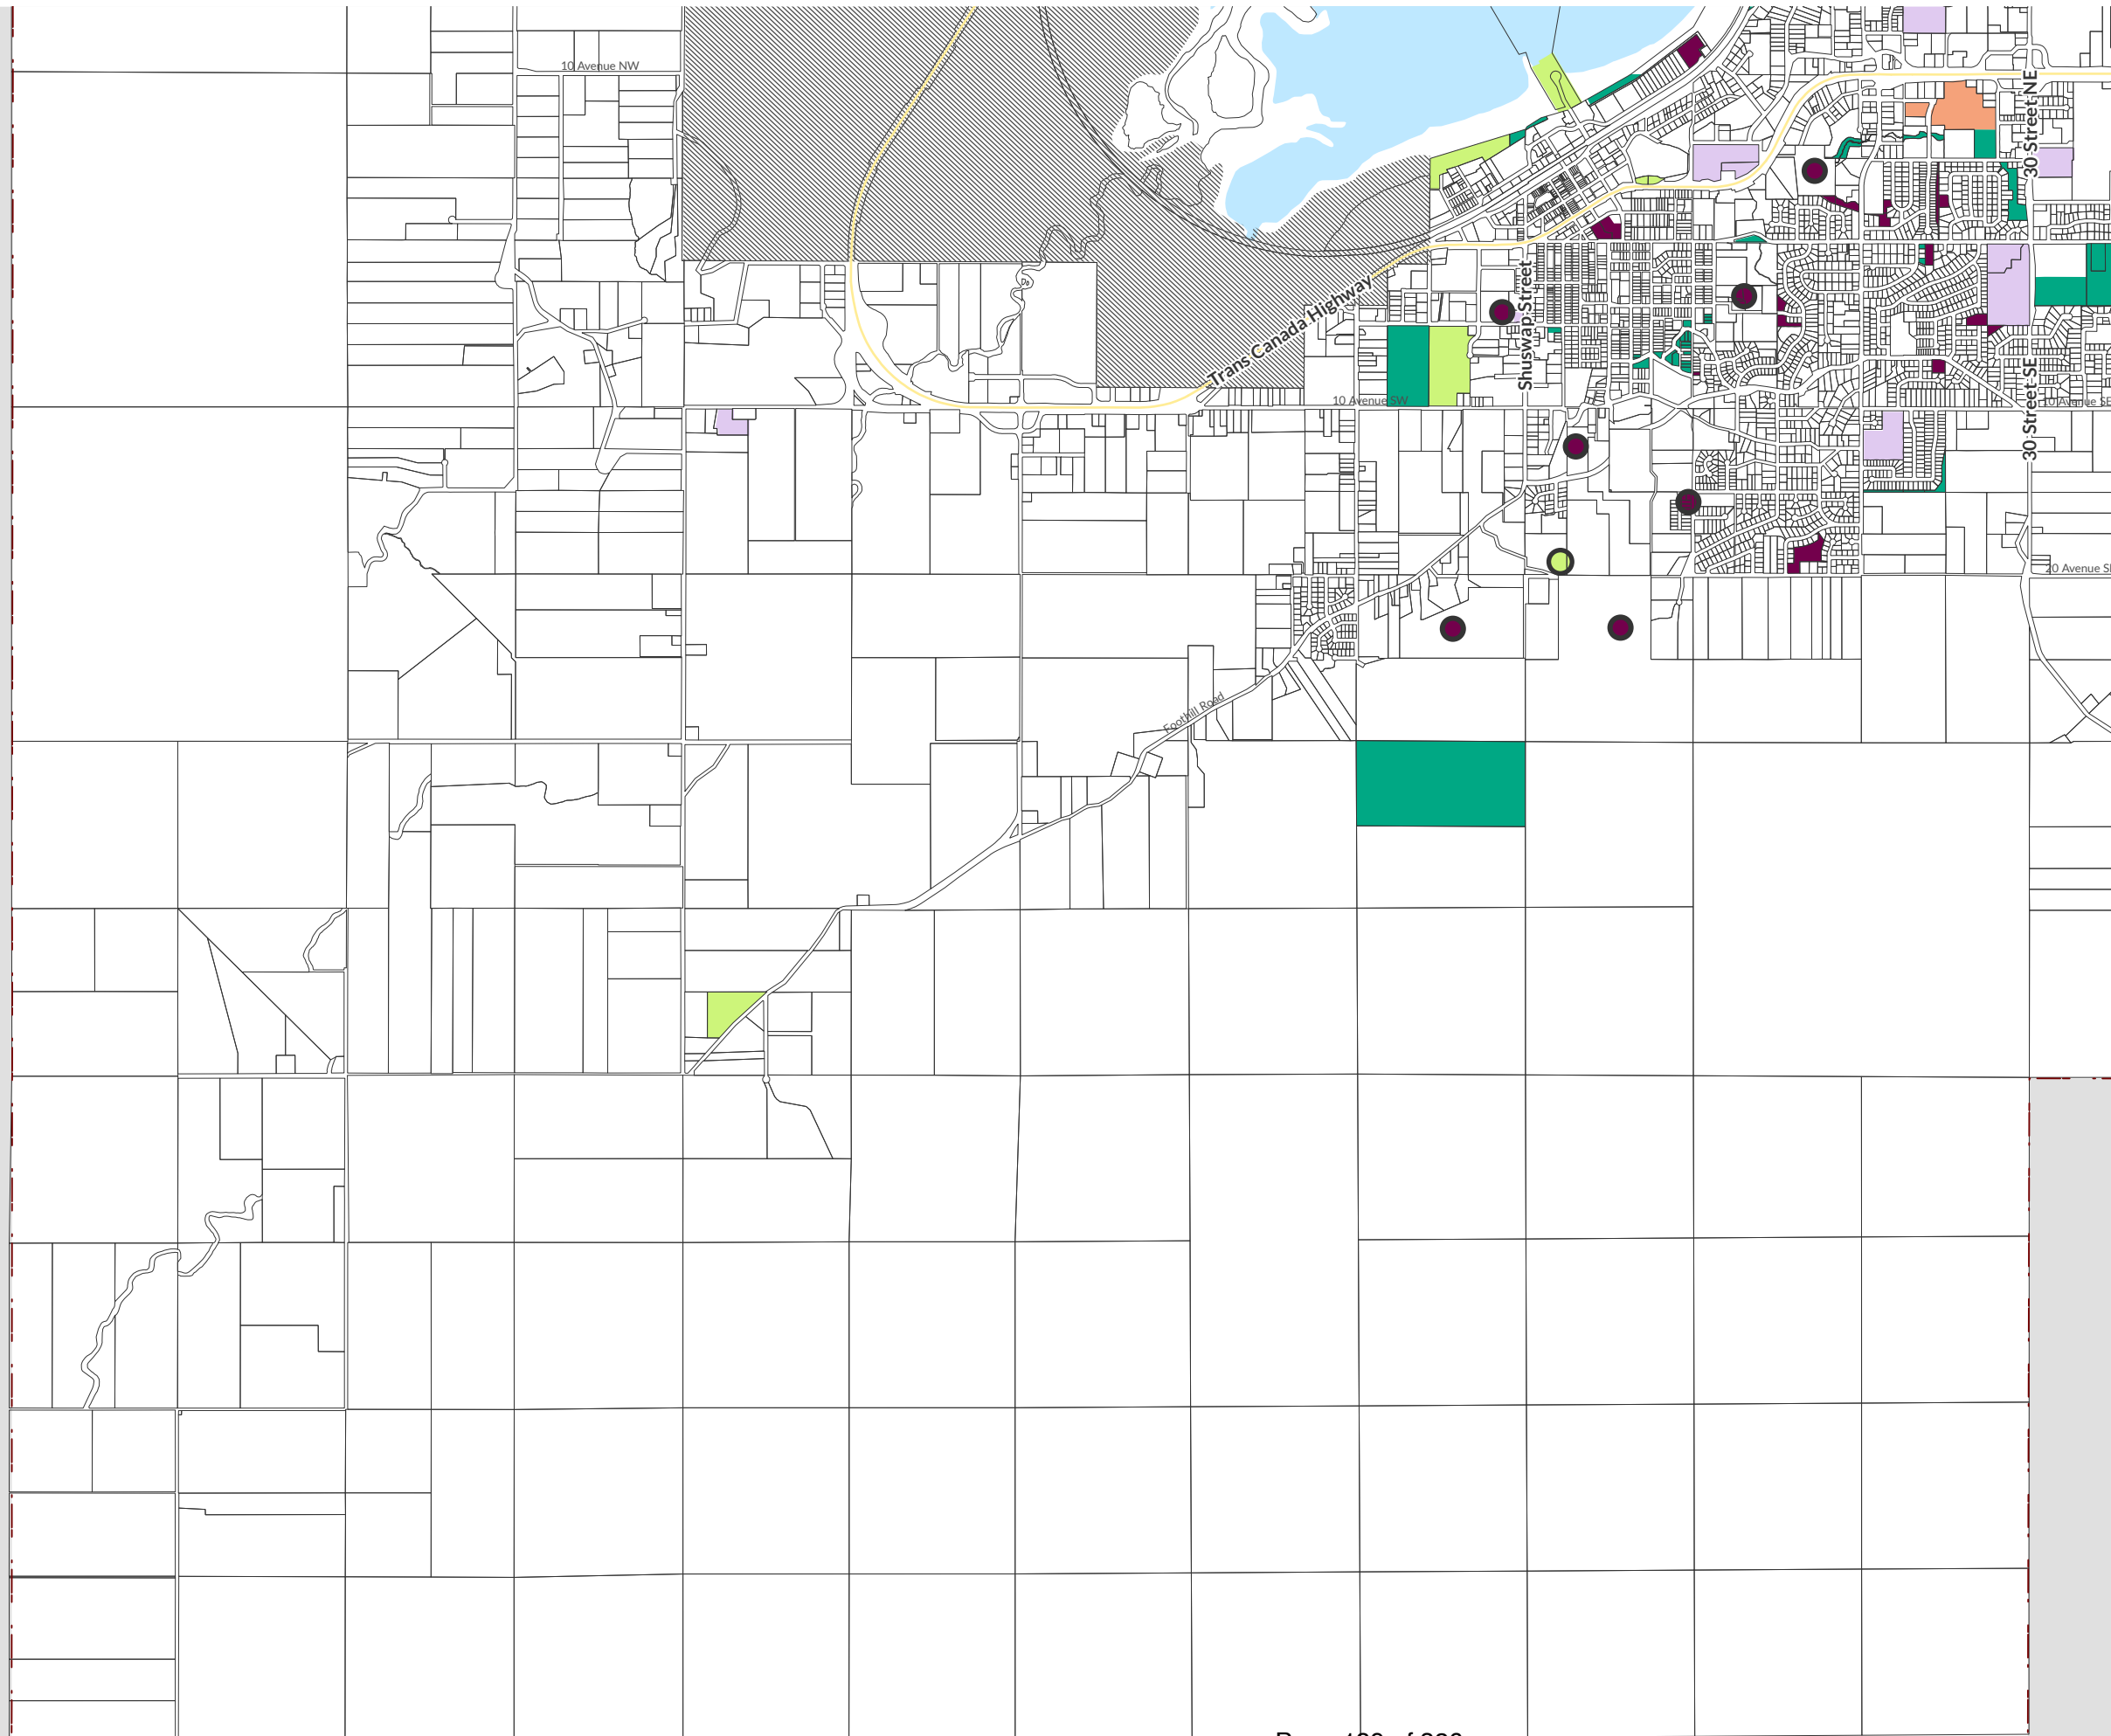 10 Avenue NW
30 Street NE
Trans Canada Highway
Shuswap Street
10 Avenue SW
10 Avenue SE
30 Street SE
20 Avenue
Foothill Road